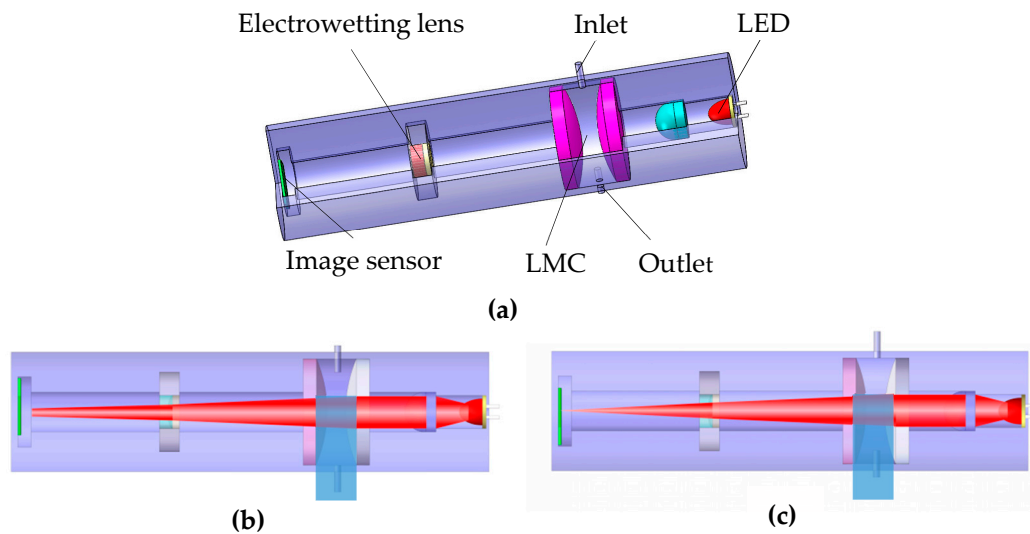 Electrowetting lens
Inlet
LED
Image sensor
LMC
Outlet
(a)
(b)
(c)